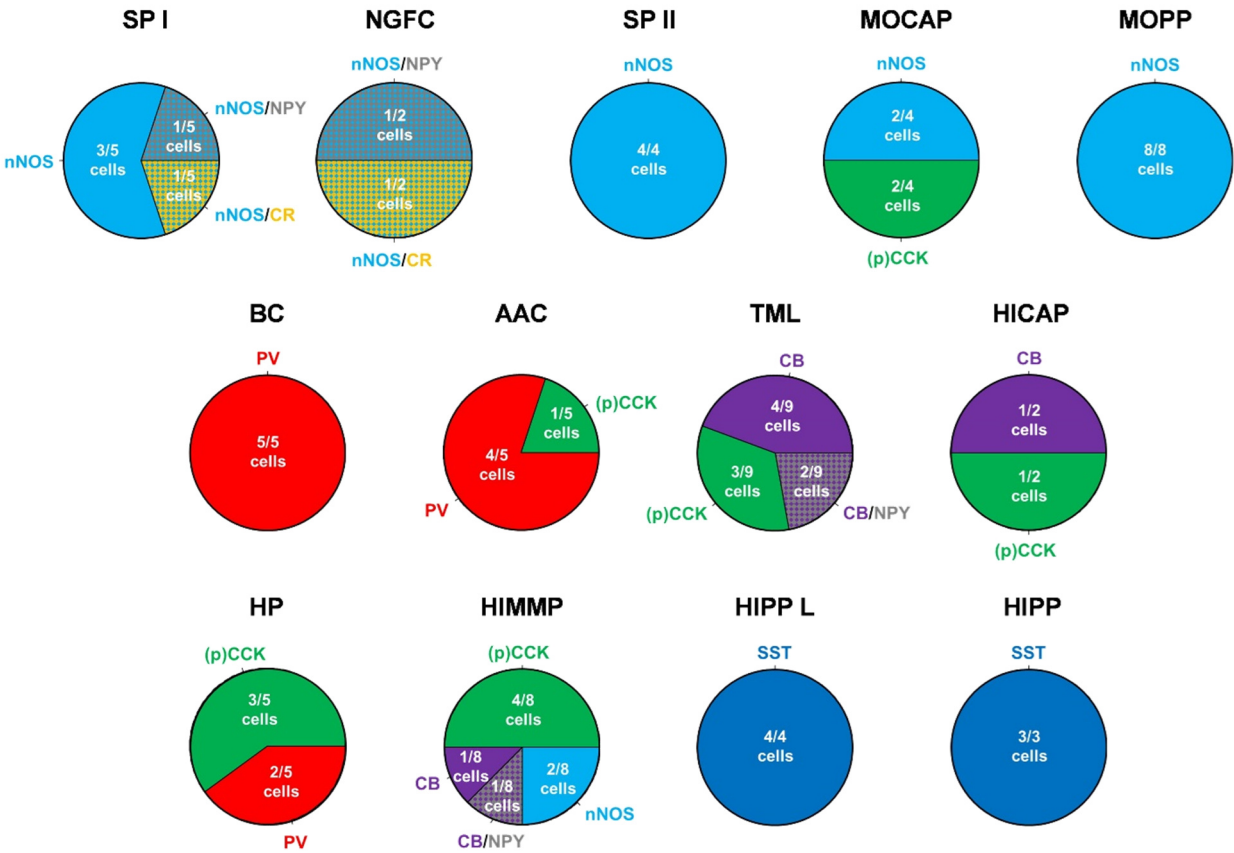 SP I
NGFC
SP II
MOCAP
MOPP
nNOS/NPY
nNOS
nNOS
nNOS
nNOS/NPY
1/5
cells
3/5
cells
nNOS
1/5
cells
nNOS/CR
1/2
cells
1/2
cells
nNOS/CR
4/4
cells
2/4
cells
2/4
cells
(p)CCK
8/8
cells
BC
AAC
TML
HICAP
PV
5/5
cells
(p)CCK
1/5
cells
4/5
cells
PV
CB
4/9
cells
3/9
cells
2/9
cells
(p)CCK
CB/NPY
CB
1/2
cells
1/2
cells
(p)CCK
HP
HIMMP
HIPP L
HIPP
(p)CCK
3/5
cells
2/5
cells
PV
(p)CCK
4/8
cells
1/8
cells
CB
1/8
cells
2/8
cells
nNOS
CB/NPY
SST
4/4
cells
SST
3/3
cells